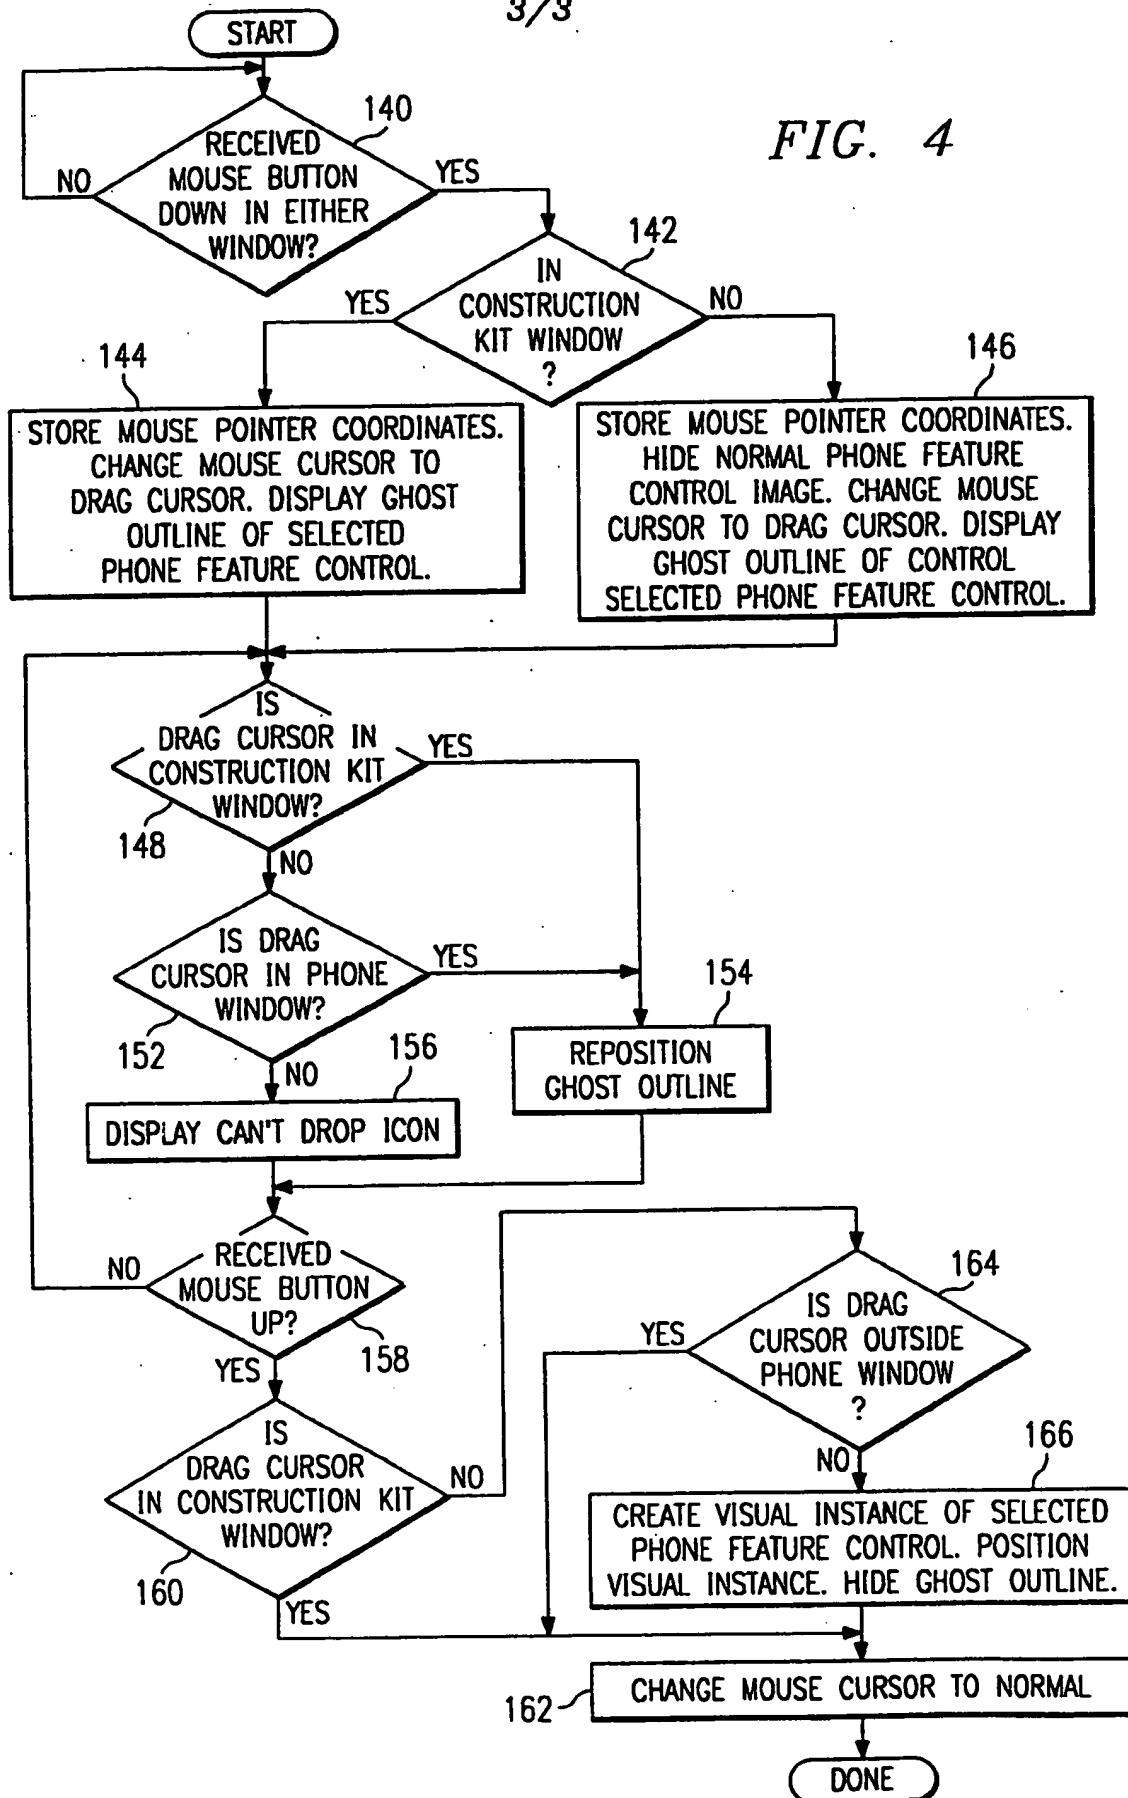 3/3
START
FIG. 4
140
RECEIVED
MOUSE BUTTON
DOWN IN EITHER
WINDOW?
NO
YES
142
IN
CONSTRUCTION
KIT WINDOW
?
YES
NO
144
STORE MOUSE POINTER COORDINATES.
CHANGE MOUSE CURSOR TO
DRAG CURSOR. DISPLAY GHOST
OUTLINE OF SELECTED
PHONE FEATURE CONTROL.
146
STORE MOUSE POINTER COORDINATES.
HIDE NORMAL PHONE FEATURE
CONTROL IMAGE. CHANGE MOUSE
CURSOR TO DRAG CURSOR. DISPLAY
GHOST OUTLINE OF CONTROL
SELECTED PHONE FEATURE CONTROL.
IS
DRAG CURSOR IN
CONSTRUCTION KIT
WINDOW?
YES
148
NO
IS DRAG
CURSOR IN PHONE
WINDOW?
YES
152
NO
154
REPOSITION
GHOST OUTLINE
156
DISPLAY CAN'T DROP ICON
RECEIVED
MOUSE BUTTON
UP?
NO
158
YES
IS
DRAG CURSOR
IN CONSTRUCTION KIT
WINDOW?
NO
160
YES
164
IS DRAG
CURSOR OUTSIDE
PHONE WINDOW
?
YES
NO
166
CREATE VISUAL INSTANCE OF SELECTED
PHONE FEATURE CONTROL. POSITION
VISUAL INSTANCE. HIDE GHOST OUTLINE.
162
CHANGE MOUSE CURSOR TO NORMAL
DONE